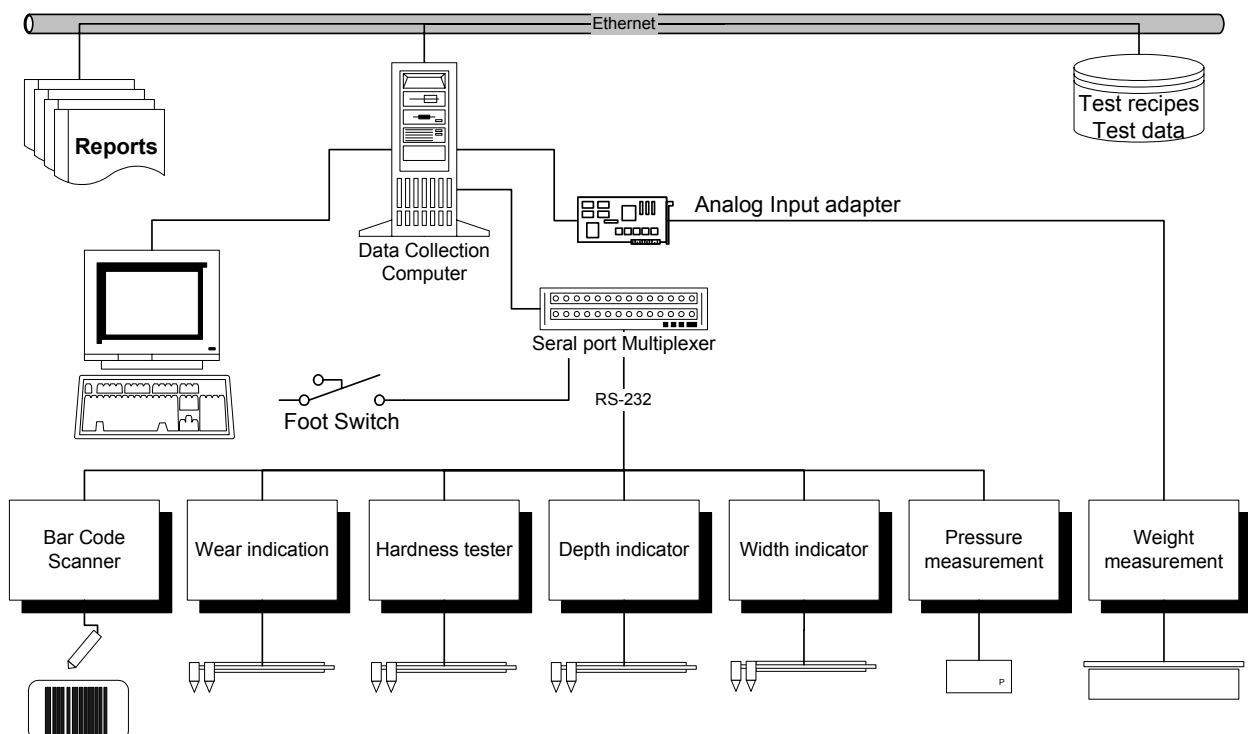 Ethernet
Reports
Test recipes
Test data
Analog Input adapter
Data Collection
Computer
Seral port Multiplexer
RS-232
Foot Switch
Bar Code
Scanner
Wear indication
Hardness tester
Depth indicator
Width indicator
Pressure
measurement
Weight
measurement
P